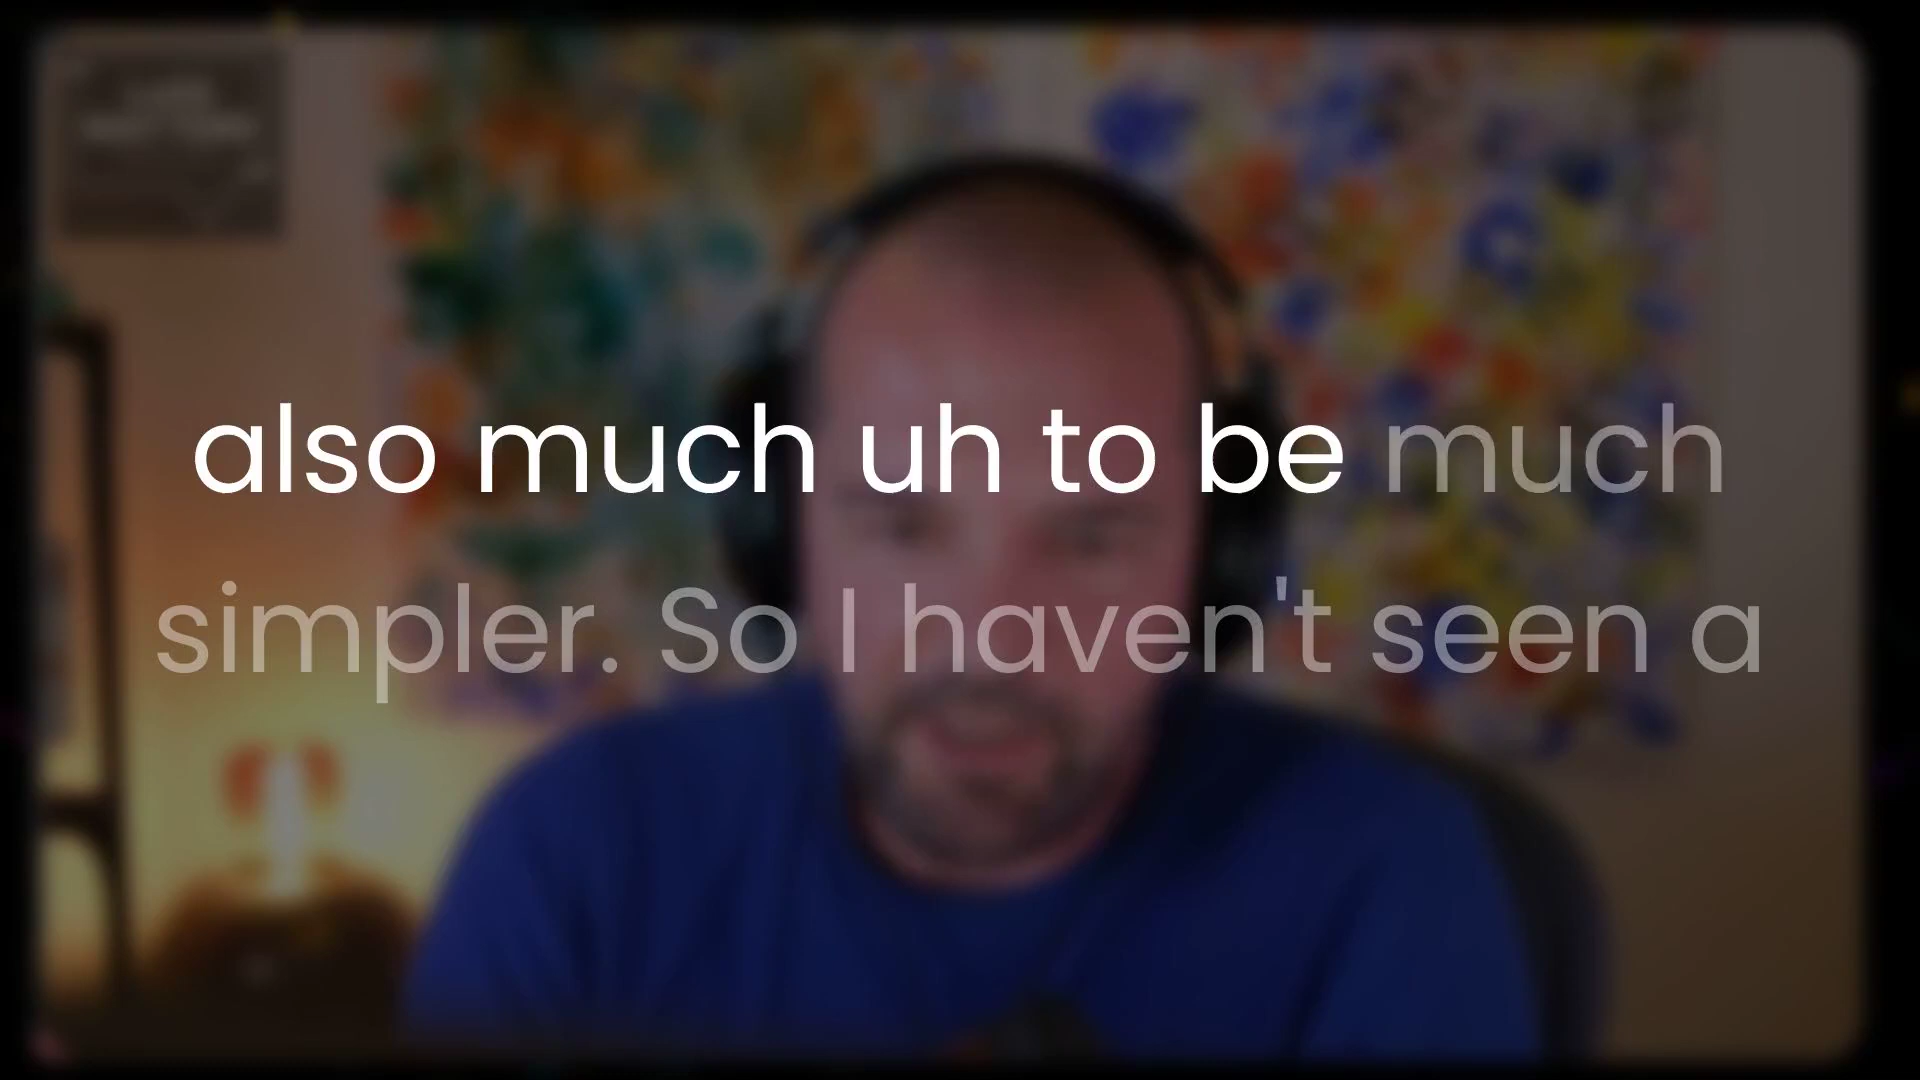 also much uh to be much
simpler. So I haven't seen a